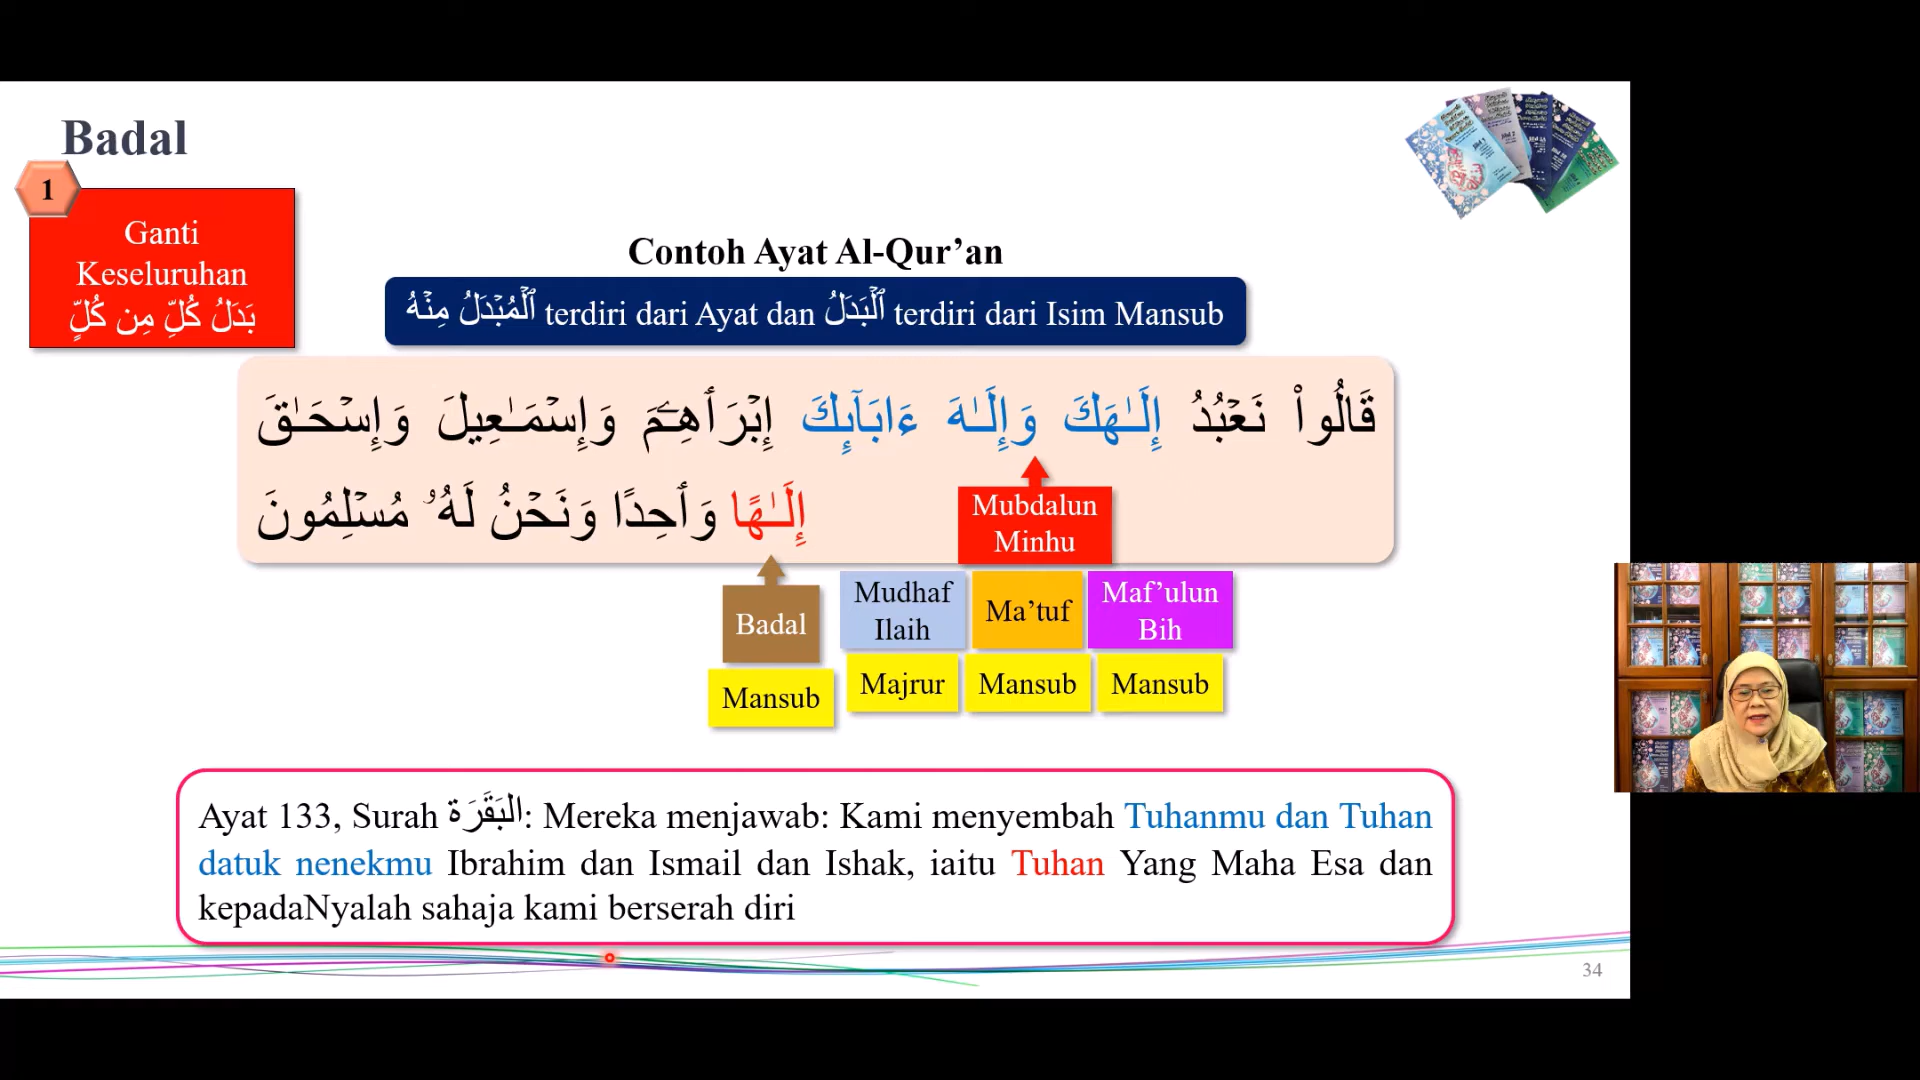 Badal
1
Ganti
Keseluruhan
بَدَلُ كُلٍّ مِن كُلٍّ
Contoh Ayat Al-Qur’an
ٱلْمُبْدَلُ مِنْهُ terdiri dari Ayat dan ٱلْبَدَلُ terdiri dari Isim Mansub
قَالُوا۟ نَعْبُدُ إِلَـٰهَكَ وَإِلَـٰهَ ءَابَآئِكَ إِبْرَٰهِـۧمَ وَإِسْمَـٰعِيلَ وَإِسْحَـٰقَ
إِلَـٰهًا وَٰحِدًا وَنَحْنُ لَهُۥ مُسْلِمُونَ
Mubdalun
Minhu
Badal
Mudhaf
Ilaih
Ma’tuf
Maf’ulun
Bih
Mansub
Majrur
Mansub
Mansub
Ayat 133, Surah البَقَرَة: Mereka menjawab: Kami menyembah Tuhanmu dan Tuhan
datuk nenekmu Ibrahim dan Ismail dan Ishak, iaitu Tuhan Yang Maha Esa dan
kepadaNyalah sahaja kami berserah diri
34